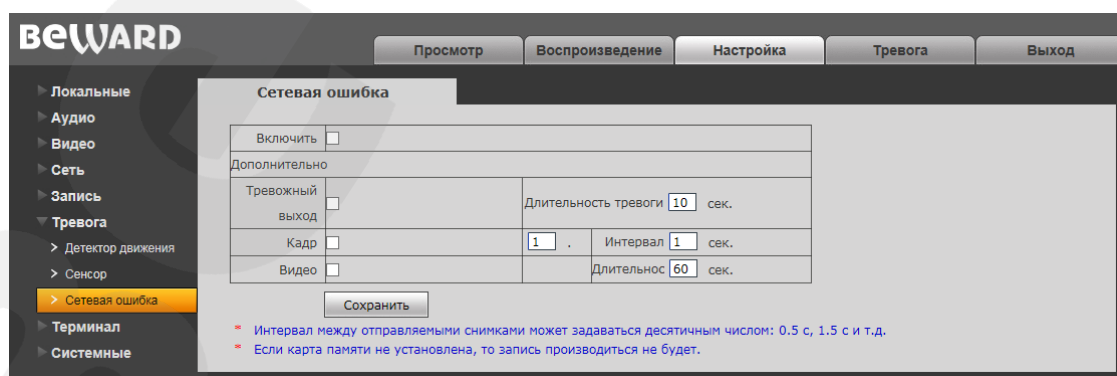 BEWARD
Просмотр Воспроизведение Настройка Тревога Выход
Локальные
Аудио
Видео
Сеть
Запись
Тревога
Детектор движения
Сенсор
Сетевая ошибка
Терминал
Системные
Сетевая ошибка
Включить
Дополнительно
Тревожный выход Длительность тревоги 10 сек.
Кадр 1 . Интервал 1 сек.
Видео Длительнос 60 сек.
Сохранить
* Интервал между отправляемыми снимками может задаваться десятичным числом: 0.5 с, 1.5 с и т.д.
* Если карта памяти не установлена, то запись производиться не будет.